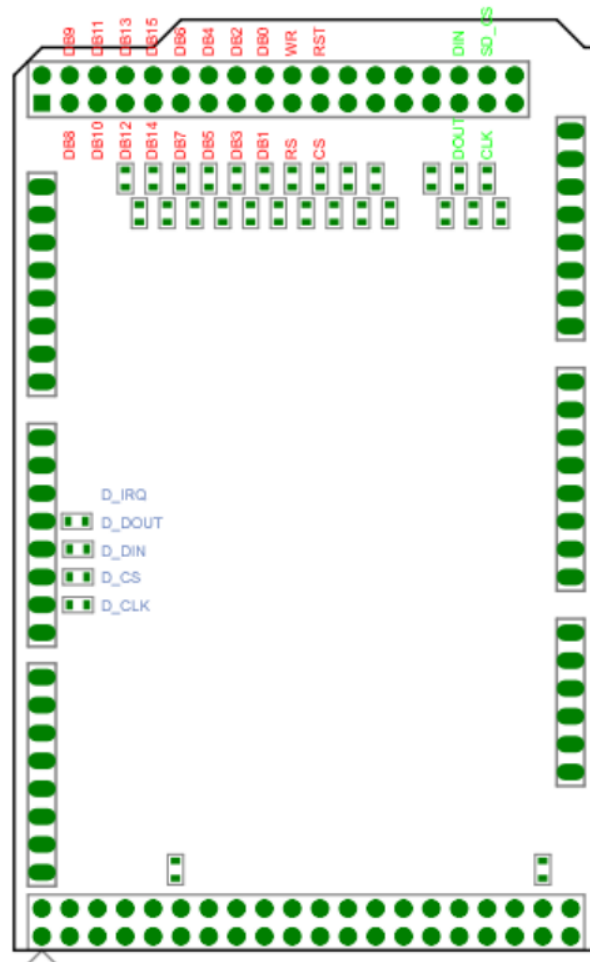 DB9 DB11 DB13 DB15 DB6 DB4 DB2 DB0 WR RST DIN SD_CS
DB8 DB10 DB12 DB14 DB7 DB5 DB3 DB1 RS CS DOUT CLK
D_IRQ
D_DOUT
D_DIN
D_CS
D_CLK